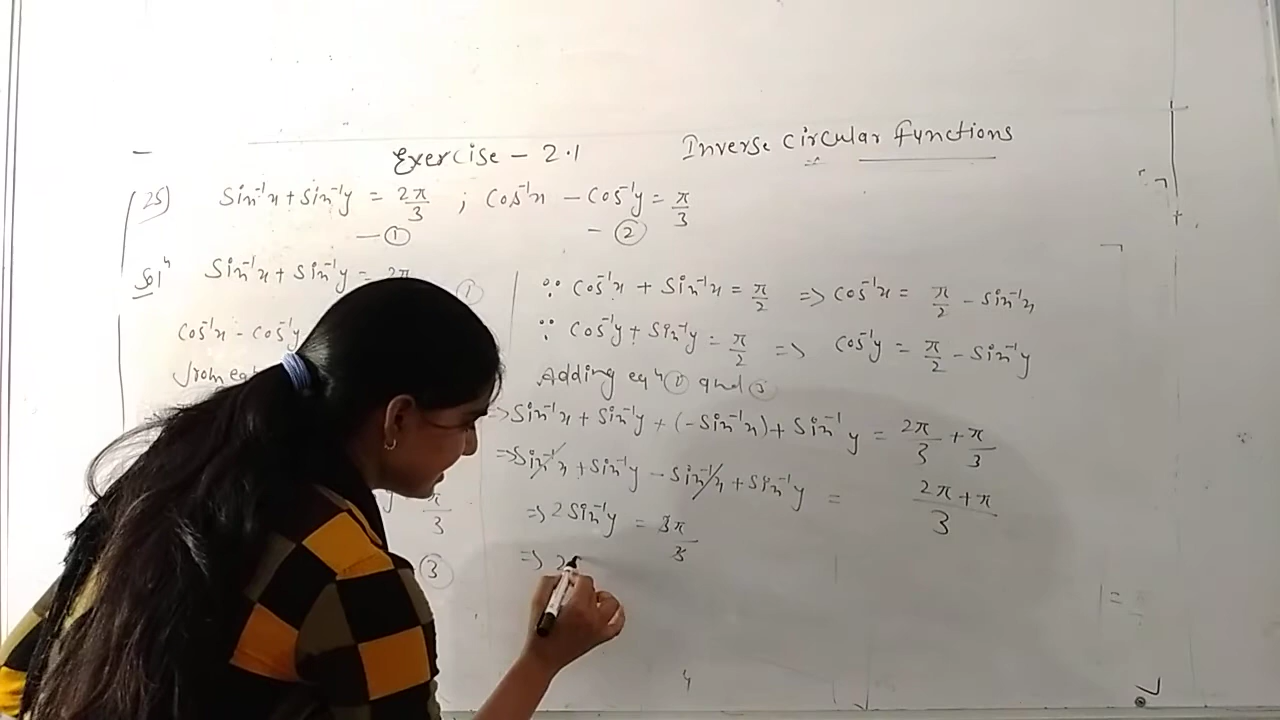 Exercise - 2.1
Inverse Circular functions
25) Sin⁻¹x + Sin⁻¹y = 2π/3 ; Cos⁻¹x - Cos⁻¹y = π/3
— ① - ②
Solⁿ Sin⁻¹x + Sin⁻¹y = 2π
①
Cos⁻¹x - Cos⁻¹y
from eqⁿ
π/3
③
∵ Cos⁻¹x + Sin⁻¹x = π/2 => Cos⁻¹x = π/2 - Sin⁻¹x
∵ Cos⁻¹y + Sin⁻¹y = π/2 => Cos⁻¹y = π/2 - Sin⁻¹y
Adding eqⁿ ① and ③
=> Sin⁻¹x + Sin⁻¹y + (-Sin⁻¹x) + Sin⁻¹y = 2π/3 + π/3
=> Sin⁻¹x + Sin⁻¹y - Sin⁻¹x + Sin⁻¹y = 2π + π/3
=> 2 Sin⁻¹y = 3π/3
=> 2